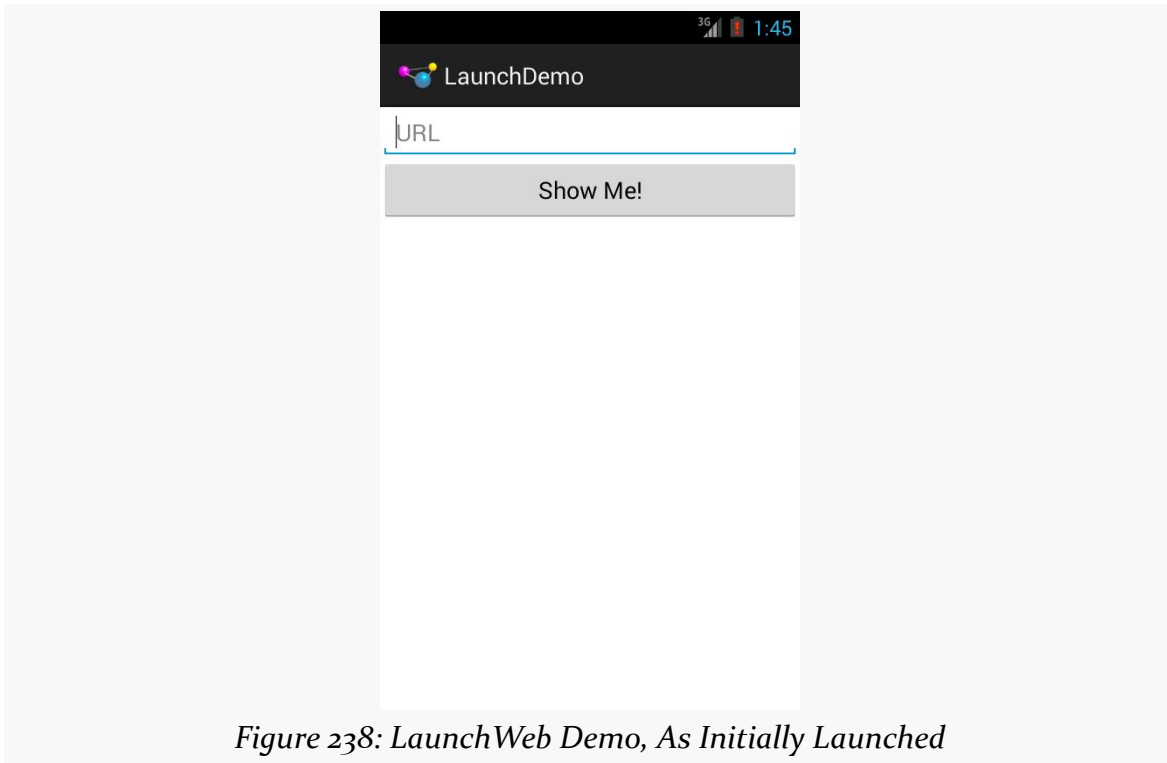 3G 1:45
LaunchDemo
URL
Show Me!
Figure 238: LaunchWeb Demo, As Initially Launched